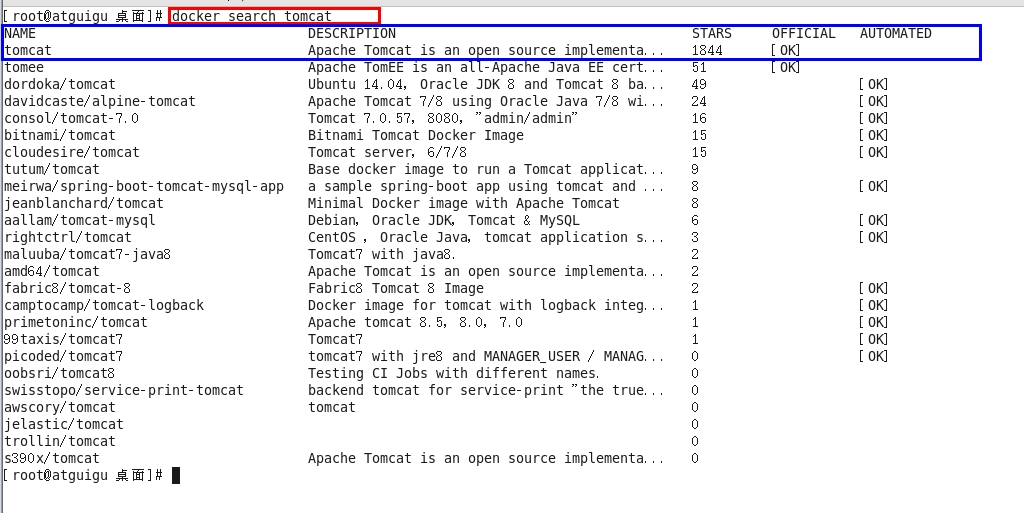 [root@atguigu 桌面]# docker search tomcat
NAME DESCRIPTION STARS OFFICIAL AUTOMATED
tomcat Apache Tomcat is an open source implementa... 1844 [OK]
tomee Apache TomEE is an all-Apache Java EE cert... 51 [OK]
dordoka/tomcat Ubuntu 14.04, Oracle JDK 8 and Tomcat 8 ba... 49 [OK]
davidcaste/alpine-tomcat Apache Tomcat 7/8 using Oracle Java 7/8 wi... 24 [OK]
consol/tomcat-7.0 Tomcat 7.0.57, 8080, "admin/admin" 16 [OK]
bitnami/tomcat Bitnami Tomcat Docker Image 15 [OK]
cloudesire/tomcat Tomcat server, 6/7/8 15 [OK]
tutum/tomcat Base docker image to run a Tomcat applicat... 9
meirwa/spring-boot-tomcat-mysql-app a sample spring-boot app using tomcat and ... 8 [OK]
jeanblanchard/tomcat Minimal Docker image with Apache Tomcat 8
aallam/tomcat-mysql Debian, Oracle JDK, Tomcat & MySQL 6 [OK]
rightctrl/tomcat CentOS , Oracle Java, tomcat application s... 3 [OK]
maluuba/tomcat7-java8 Tomcat7 with java8. 2
amd64/tomcat Apache Tomcat is an open source implementa... 2
fabric8/tomcat-8 Fabric8 Tomcat 8 Image 2 [OK]
camptocamp/tomcat-logback Docker image for tomcat with logback integ... 1 [OK]
primetoninc/tomcat Apache tomcat 8.5, 8.0, 7.0 1 [OK]
99taxis/tomcat7 Tomcat7 1 [OK]
picoded/tomcat7 tomcat7 with jre8 and MANAGER_USER / MANAG... 0 [OK]
oobsri/tomcat8 Testing CI Jobs with different names. 0
swisstopo/service-print-tomcat backend tomcat for service-print "the true... 0
awscory/tomcat tomcat 0
jelastic/tomcat 0
trollin/tomcat 0
s390x/tomcat Apache Tomcat is an open source implementa... 0
[root@atguigu 桌面]#